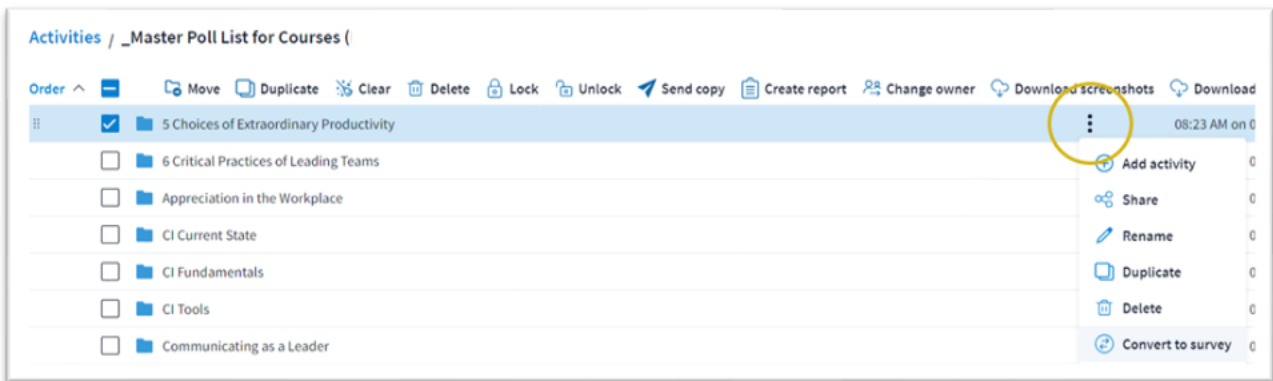 Activities / _Master Poll List for Courses (
Order Move Duplicate Clear Delete Lock Unlock Send copy Create report Change owner Download screenshots Download
5 Choices of Extraordinary Productivity 08:23 AM on 0
6 Critical Practices of Leading Teams
Add activity
Appreciation in the Workplace
Share
CI Current State
Rename
CI Fundamentals
Duplicate
CI Tools
Delete
Communicating as a Leader
Convert to survey